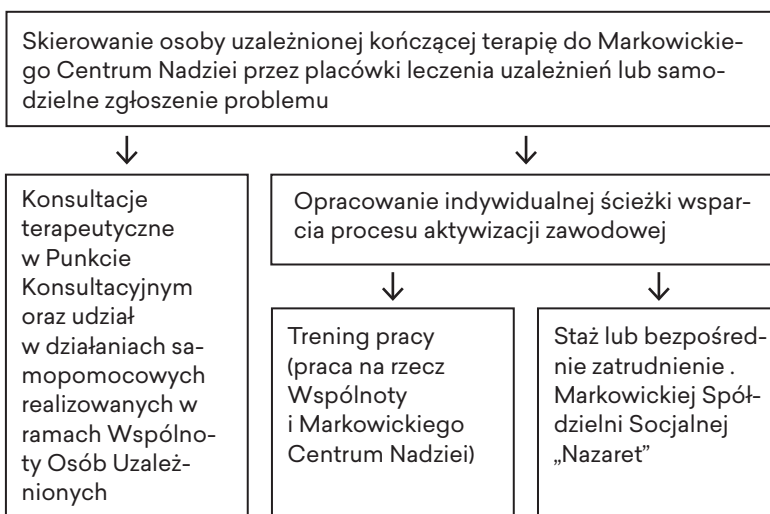 Skierowanie osoby uzależnionej kończącej terapię do Markowickie-
go Centrum Nadziei przez placówki leczenia uzależnień lub samo-
dzielne zgłoszenie problemu
Konsultacje
terapeutyczne
w Punkcie
Konsultacyjnym
oraz udział
w działaniach sa-
mopomocowych
realizowanych w
ramach Wspólno-
ty Osób Uzależ-
nionych
Opracowanie indywidualnej ścieżki wspar-
cia procesu aktywizacji zawodowej
Trening pracy
(praca na rzecz
Wspólnoty
i Markowickiego
Centrum Nadziei)
Staż lub bezpośred-
nie zatrudnienie .
Markowickiej Spół-
dzielni Socjalnej
„Nazaret”